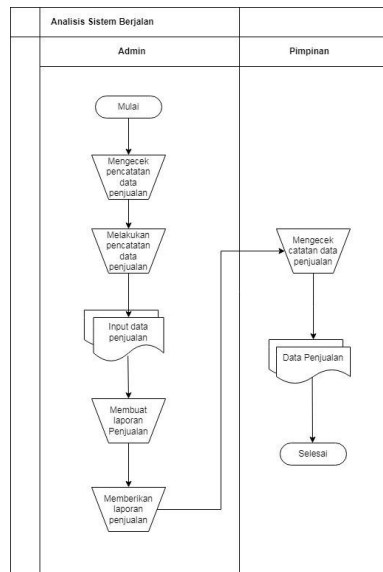 Analisis Sistem Berjalan
Admin
Pimpinan
Mulai
Mengecek
pencatatan
data
penjualan
Melakukan
pencatatan
data
penjualan
Input data
penjualan
Membuat
laporan
Penjualan
Memberikan
laporan
penjualan
Mengecek
catatan data
penjualan
Data Penjualan
Selesai